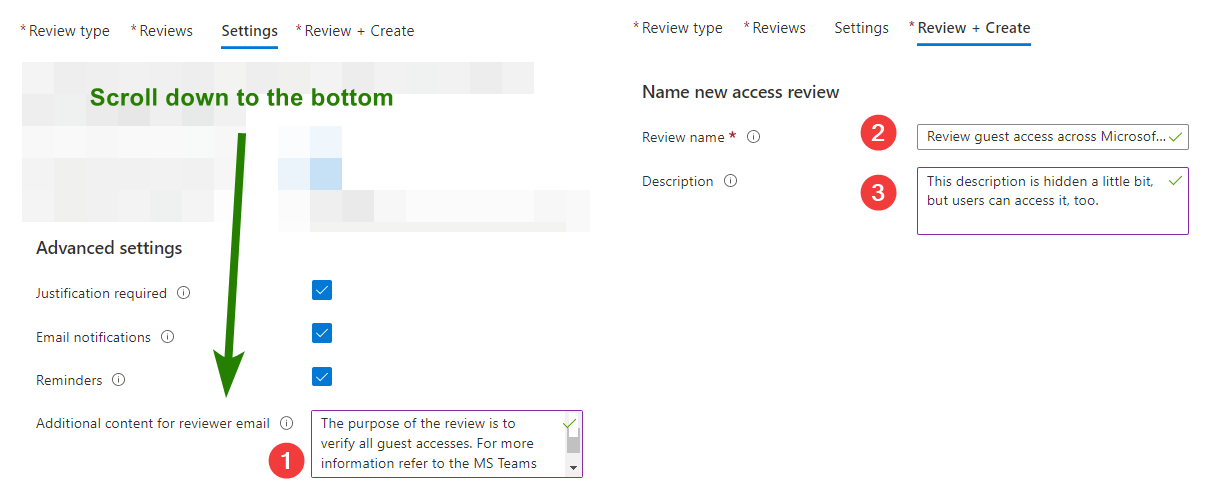 * Review type * Reviews Settings * Review + Create
Scroll down to the bottom
Advanced settings
Justification required
Email notifications
Reminders
Additional content for reviewer email
1
The purpose of the review is to
verify all guest accesses. For more
information refer to the MS Teams
* Review type * Reviews Settings * Review + Create
Name new access review
Review name *
2
Review guest access across Microsof...
Description
3
This description is hidden a little bit,
but users can access it, too.